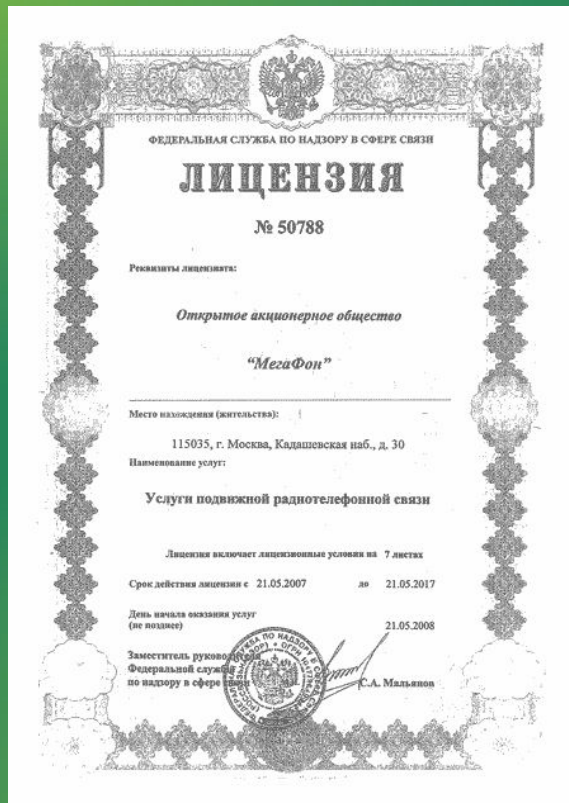 ФЕДЕРАЛЬНАЯ СЛУЖБА ПО НАДЗОРУ В СФЕРЕ СВЯЗИ
ЛИЦЕНЗИЯ
№ 50788
Реквизиты лицензиата:
Открытое акционерное общество
“МегаФон”
Место нахождения (жительства):
115035, г. Москва, Кадашевская наб., д. 30
Наименование услуг:
Услуги подвижной радиотелефонной связи
Лицензия включает лицензионные условия на 7 листах
Срок действия лицензии с 21.05.2007 до 21.05.2017
День начала оказания услуг
(не позднее) 21.05.2008
Заместитель руководителя
Федеральной службы
по надзору в сфере связи С.А. Мальянов